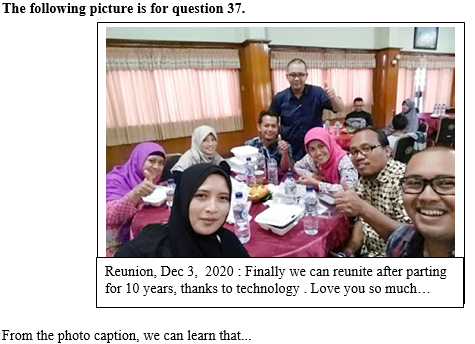 The following picture is for question 37.
Reunion, Dec 3,  2020 : Finally we can reunite after parting
for 10 years, thanks to technology . Love you so much…
From the photo caption, we can learn that...